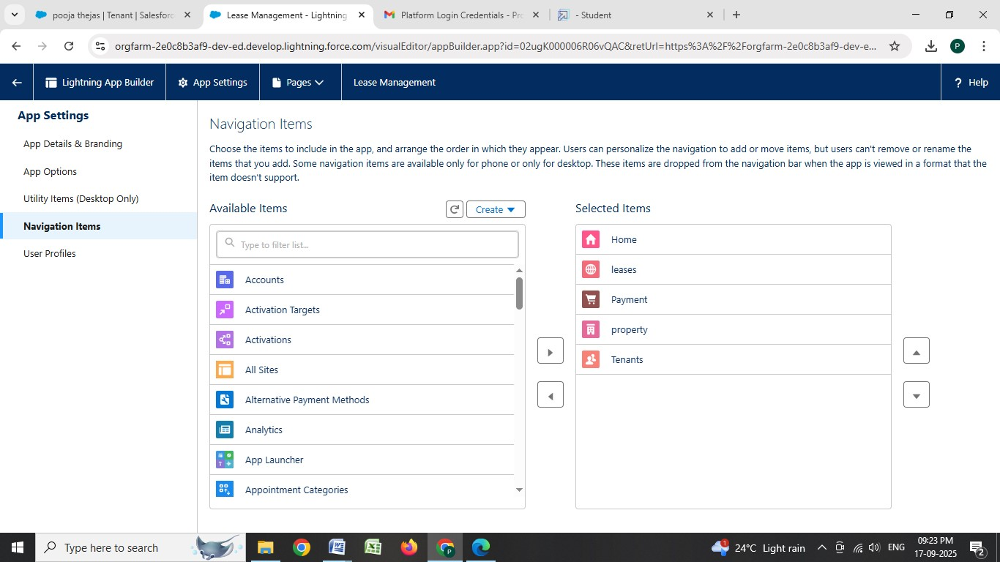 pooja thejas | Tenant | Salesforc
Lease Management - Lightning
Platform Login Credentials - Pro
- Student
orgfarm-2e0c8b3af9-dev-ed.develop.lightning.force.com/visualEditor/appBuilder.app?id=02ugK000006R06vQAC&retUrl=https%3A%2F%2Forgfarm-2e0c8b3af9-dev-e...
P
Lightning App Builder
App Settings
Pages
Lease Management
? Help
App Settings
App Details & Branding
App Options
Utility Items (Desktop Only)
Navigation Items
User Profiles
Navigation Items
Choose the items to include in the app, and arrange the order in which they appear. Users can personalize the navigation to add or move items, but users can't remove or rename the
items that you add. Some navigation items are available only for phone or only for desktop. These items are dropped from the navigation bar when the app is viewed in a format that the
item doesn't support.
Available Items
Create
Type to filter list...
Accounts
Activation Targets
Activations
All Sites
Alternative Payment Methods
Analytics
App Launcher
Appointment Categories
Selected Items
Home
leases
Payment
property
Tenants
Type here to search
P
1
24°C Light rain
ENG
09:23 PM
17-09-2025
2